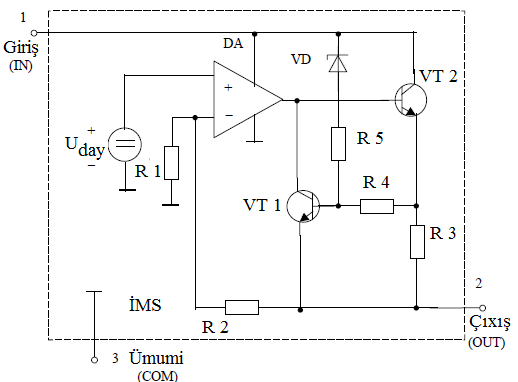 1
Giriş
(IN)
DA
VD
VT 2
+
−
+
U day
−
R 1
R 5
R 4
VT 1
R 3
2
Çıxış
(OUT)
R 2
İMS
3 Ümumi
(COM)